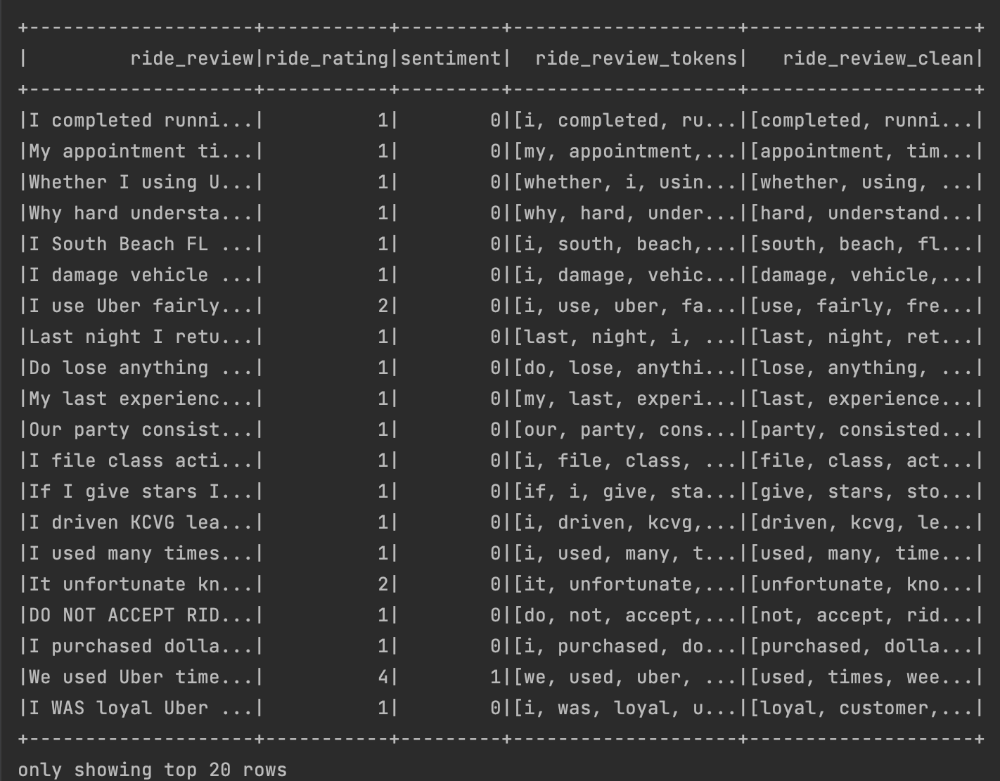 +--------------------+-----------+---------+--------------------+--------------------+
|         ride_review|ride_rating|sentiment|  ride_review_tokens|   ride_review_clean|
+--------------------+-----------+---------+--------------------+--------------------+
|I completed runni...|          1|        0|[i, completed, ru...|[completed, runni...|
|My appointment ti...|          1|        0|[my, appointment,...|[appointment, tim...|
|Whether I using U...|          1|        0|[whether, i, usin...|[whether, using, ...|
|Why hard understa...|          1|        0|[why, hard, under...|[hard, understand...|
|I South Beach FL ...|          1|        0|[i, south, beach,...|[south, beach, fl...|
|I damage vehicle ...|          1|        0|[i, damage, vehic...|[damage, vehicle,...|
|I use Uber fairly...|          2|        0|[i, use, uber, fa...|[use, fairly, fre...|
|Last night I retu...|          1|        0|[last, night, i, ...|[last, night, ret...|
|Do lose anything ...|          1|        0|[do, lose, anythi...|[lose, anything, ...|
|My last experienc...|          1|        0|[my, last, experi...|[last, experience...|
|Our party consist...|          1|        0|[our, party, cons...|[party, consisted...|
|I file class acti...|          1|        0|[i, file, class, ...|[file, class, act...|
|If I give stars I...|          1|        0|[if, i, give, sta...|[give, stars, sto...|
|I driven KCVG lea...|          1|        0|[i, driven, kcvg,...|[driven, kcvg, le...|
|I used many times...|          1|        0|[i, used, many, t...|[used, many, time...|
|It unfortunate kn...|          2|        0|[it, unfortunate,...|[unfortunate, kno...|
|DO NOT ACCEPT RID...|          1|        0|[do, not, accept,...|[not, accept, rid...|
|I purchased dolla...|          1|        0|[i, purchased, do...|[purchased, dolla...|
|We used Uber time...|          4|        1|[we, used, uber, ...|[used, times, wee...|
|I WAS loyal Uber ...|          1|        0|[i, was, loyal, u...|[loyal, customer,...|
+--------------------+-----------+---------+--------------------+--------------------+
only showing top 20 rows